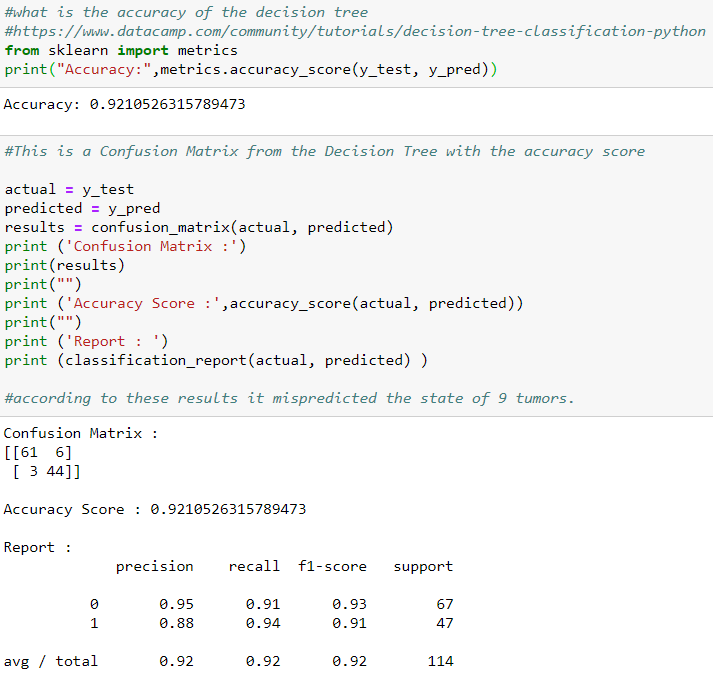 #what is the accuracy of the decision tree
#https://www.datacamp.com/community/tutorials/decision-tree-classification-python
from sklearn import metrics
print("Accuracy:",metrics.accuracy_score(y_test, y_pred))
Accuracy: 0.9210526315789473
#This is a Confusion Matrix from the Decision Tree with the accuracy score
actual = y_test
predicted = y_pred
results = confusion_matrix(actual, predicted)
print ('Confusion Matrix :')
print(results)
print("")
print ('Accuracy Score :',accuracy_score(actual, predicted))
print("")
print ('Report : ')
print (classification_report(actual, predicted) )
#according to these results it mispredicted the state of 9 tumors.
Confusion Matrix :
[[61  6]
 [ 3 44]]
Accuracy Score : 0.9210526315789473
Report :
precision    recall  f1-score   support
0       0.95      0.91      0.93        67
1       0.88      0.94      0.91        47
avg / total       0.92      0.92      0.92       114